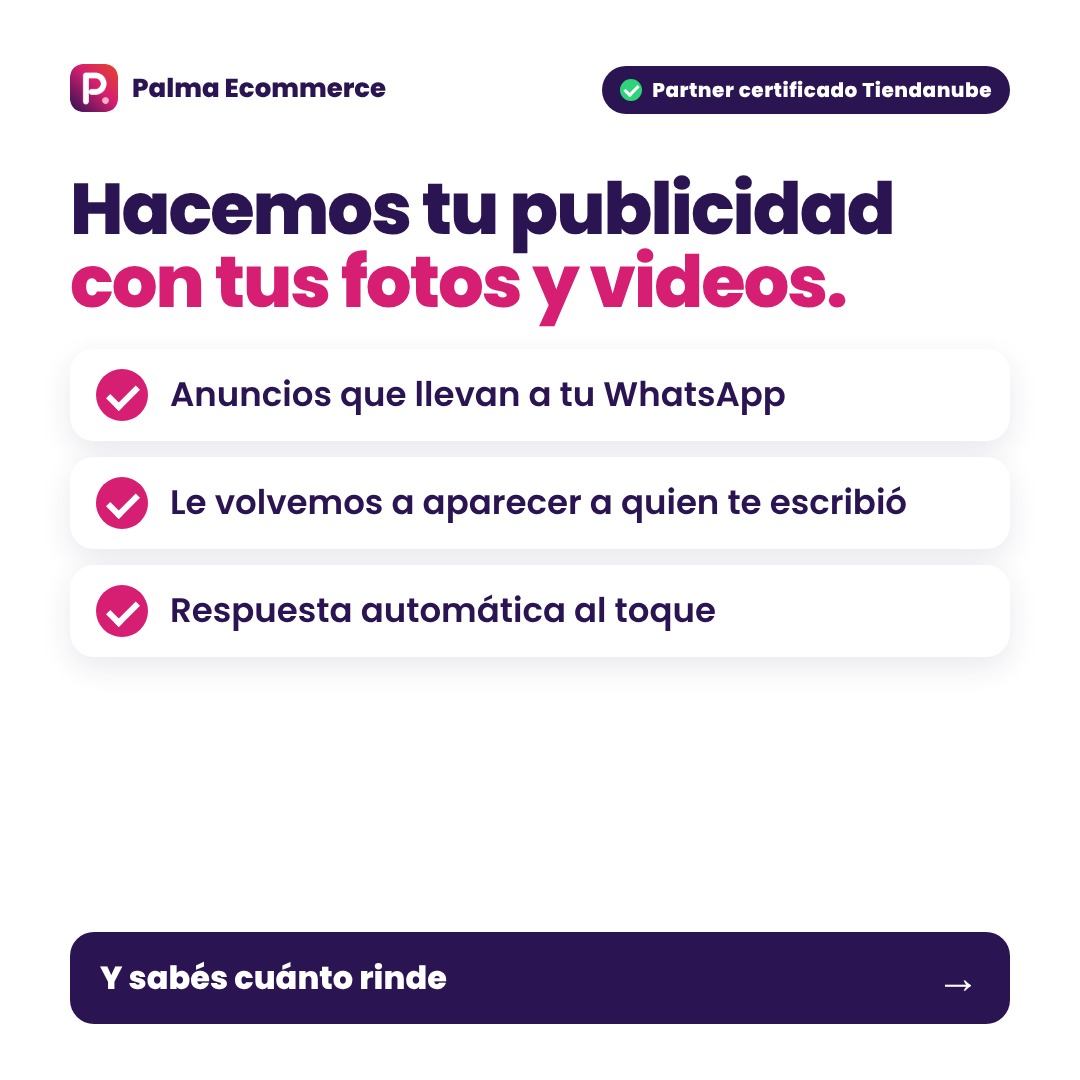 P.
Palma Ecommerce
Partner certificado Tiendanube
Hacemos tu publicidad
con tus fotos y videos.
Anuncios que llevan a tu WhatsApp
Le volvemos a aparecer a quien te escribió
Respuesta automática al toque
Y sabés cuánto rinde →